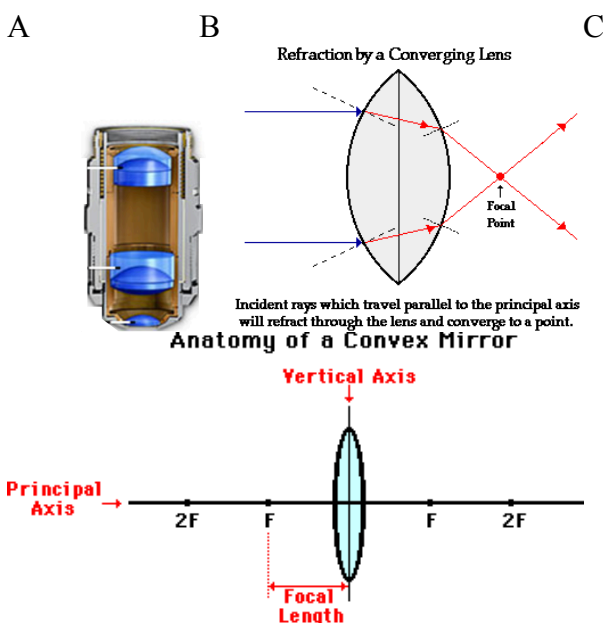 A B C
Refraction by a Converging Lens
↑
Focal
Point
Incident rays which travel parallel to the principal axis
will refract through the lens and converge to a point.
Anatomy of a Convex Mirror
Vertical Axis
Principal
Axis
2F F F 2F
Focal
Length